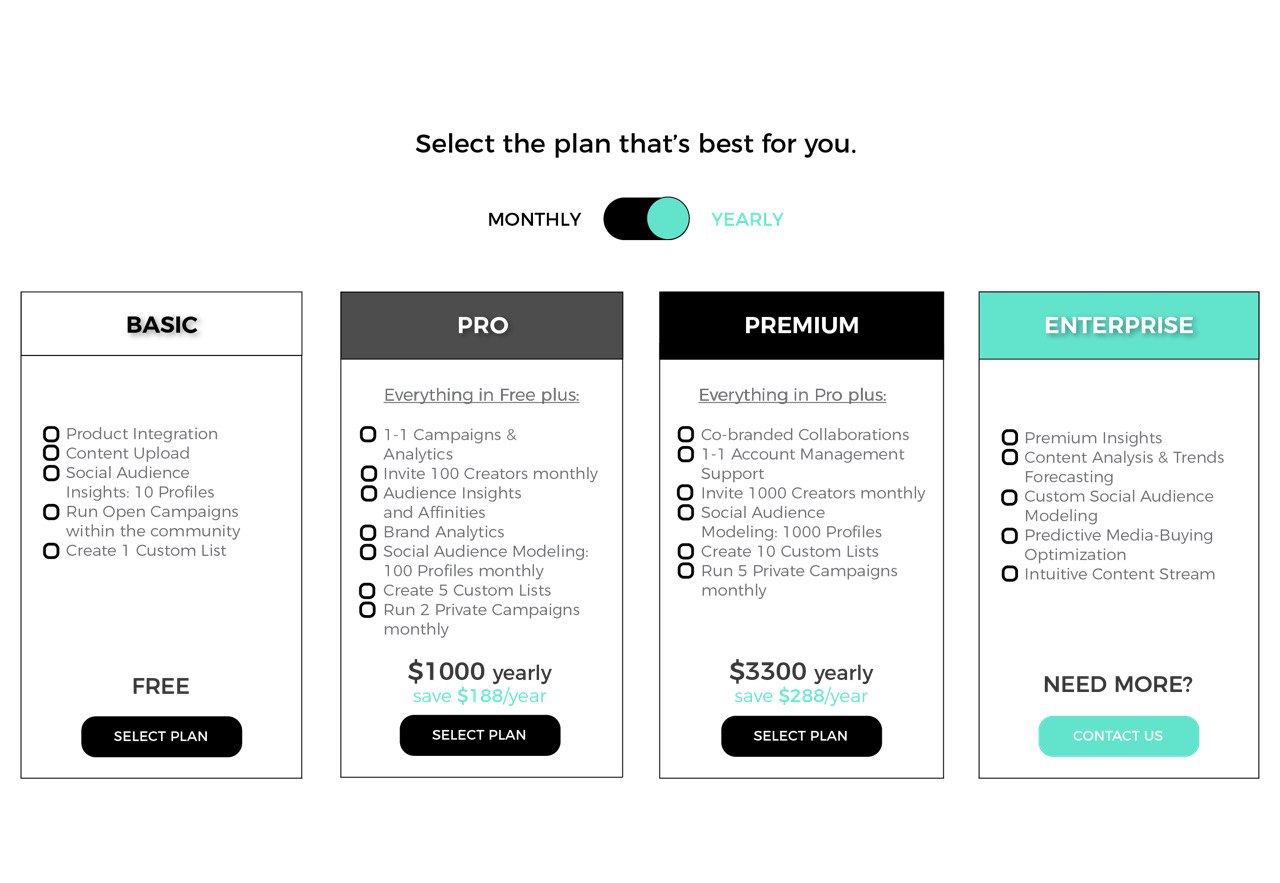 Select the plan that’s best for you.
MONTHLY
YEARLY
BASIC
Product Integration
Content Upload
Social Audience
Insights: 10 Profiles
Run Open Campaigns
within the community
Create 1 Custom List
FREE
SELECT PLAN
PRO
Everything in Free plus:
1-1 Campaigns &
Analytics
Invite 100 Creators monthly
Audience Insights
and Affinities
Brand Analytics
Social Audience Modeling:
100 Profiles monthly
Create 5 Custom Lists
Run 2 Private Campaigns
monthly
$1000 yearly
save $188/year
SELECT PLAN
PREMIUM
Everything in Pro plus:
Co-branded Collaborations
1-1 Account Management
Support
Invite 1000 Creators monthly
Social Audience
Modeling: 1000 Profiles
Create 10 Custom Lists
Run 5 Private Campaigns
monthly
$3300 yearly
save $288/year
SELECT PLAN
ENTERPRISE
Premium Insights
Content Analysis & Trends
Forecasting
Custom Social Audience
Modeling
Predictive Media-Buying
Optimization
Intuitive Content Stream
NEED MORE?
CONTACT US